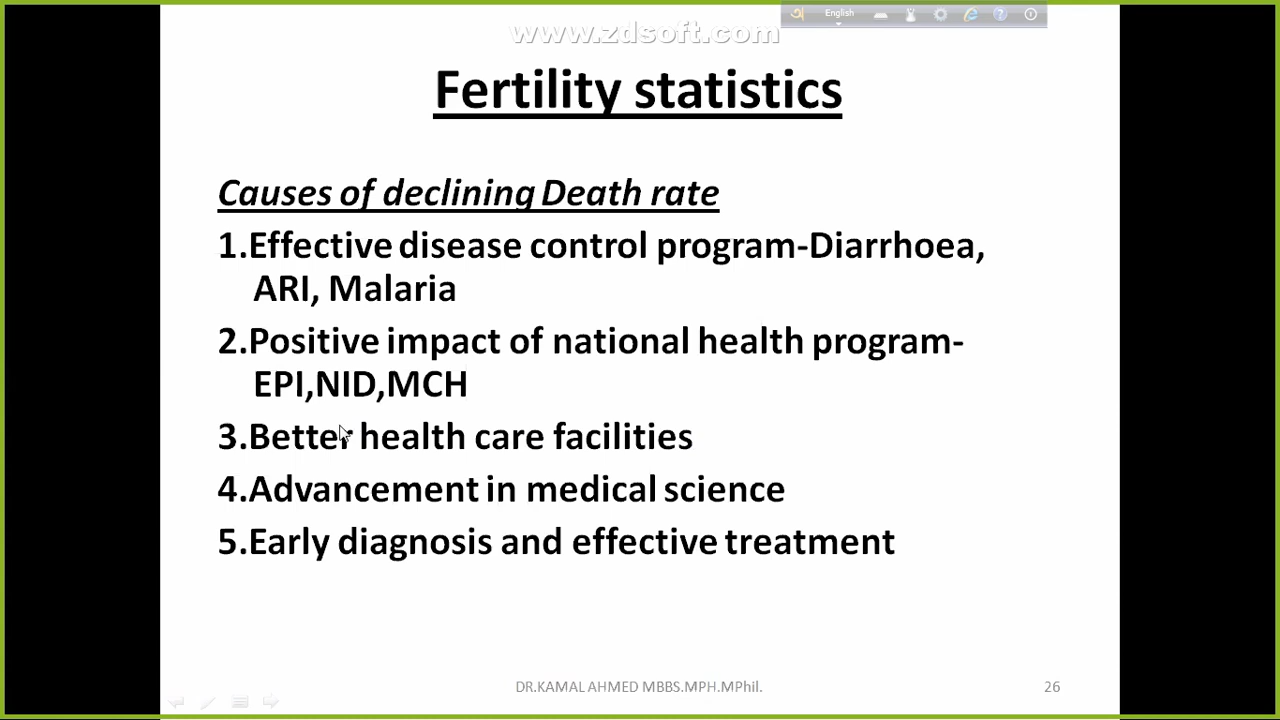 www.zdsoft.com
English
Fertility statistics
Causes of declining Death rate
1.Effective disease control program-Diarrhoea,
ARI, Malaria
2.Positive impact of national health program-
EPI,NID,MCH
3.Better health care facilities
4.Advancement in medical science
5.Early diagnosis and effective treatment
DR.KAMAL AHMED MBBS.MPH.MPhil.
26